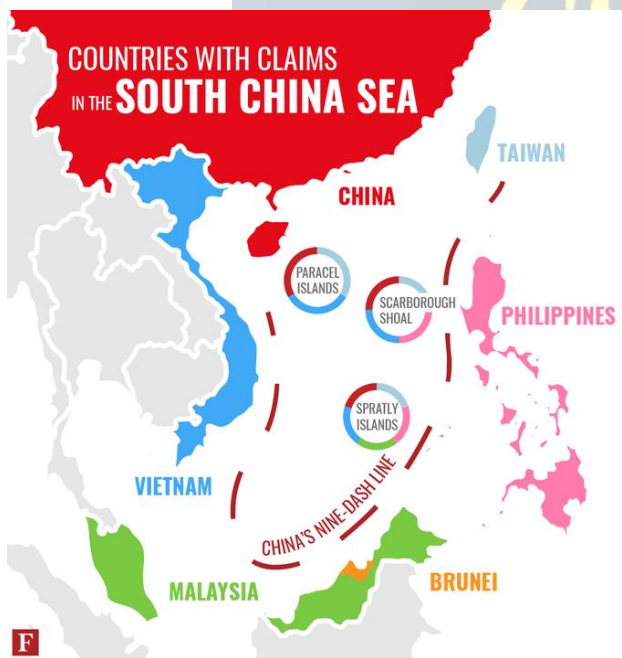 COUNTRIES WITH CLAIMS
IN THE SOUTH CHINA SEA
TAIWAN
CHINA
PARACEL
ISLANDS
SCARBOROUGH
SHOAL
PHILIPPINES
SPRATLY
ISLANDS
VIETNAM
CHINA'S NINE-DASH LINE
MALAYSIA
BRUNEI
F